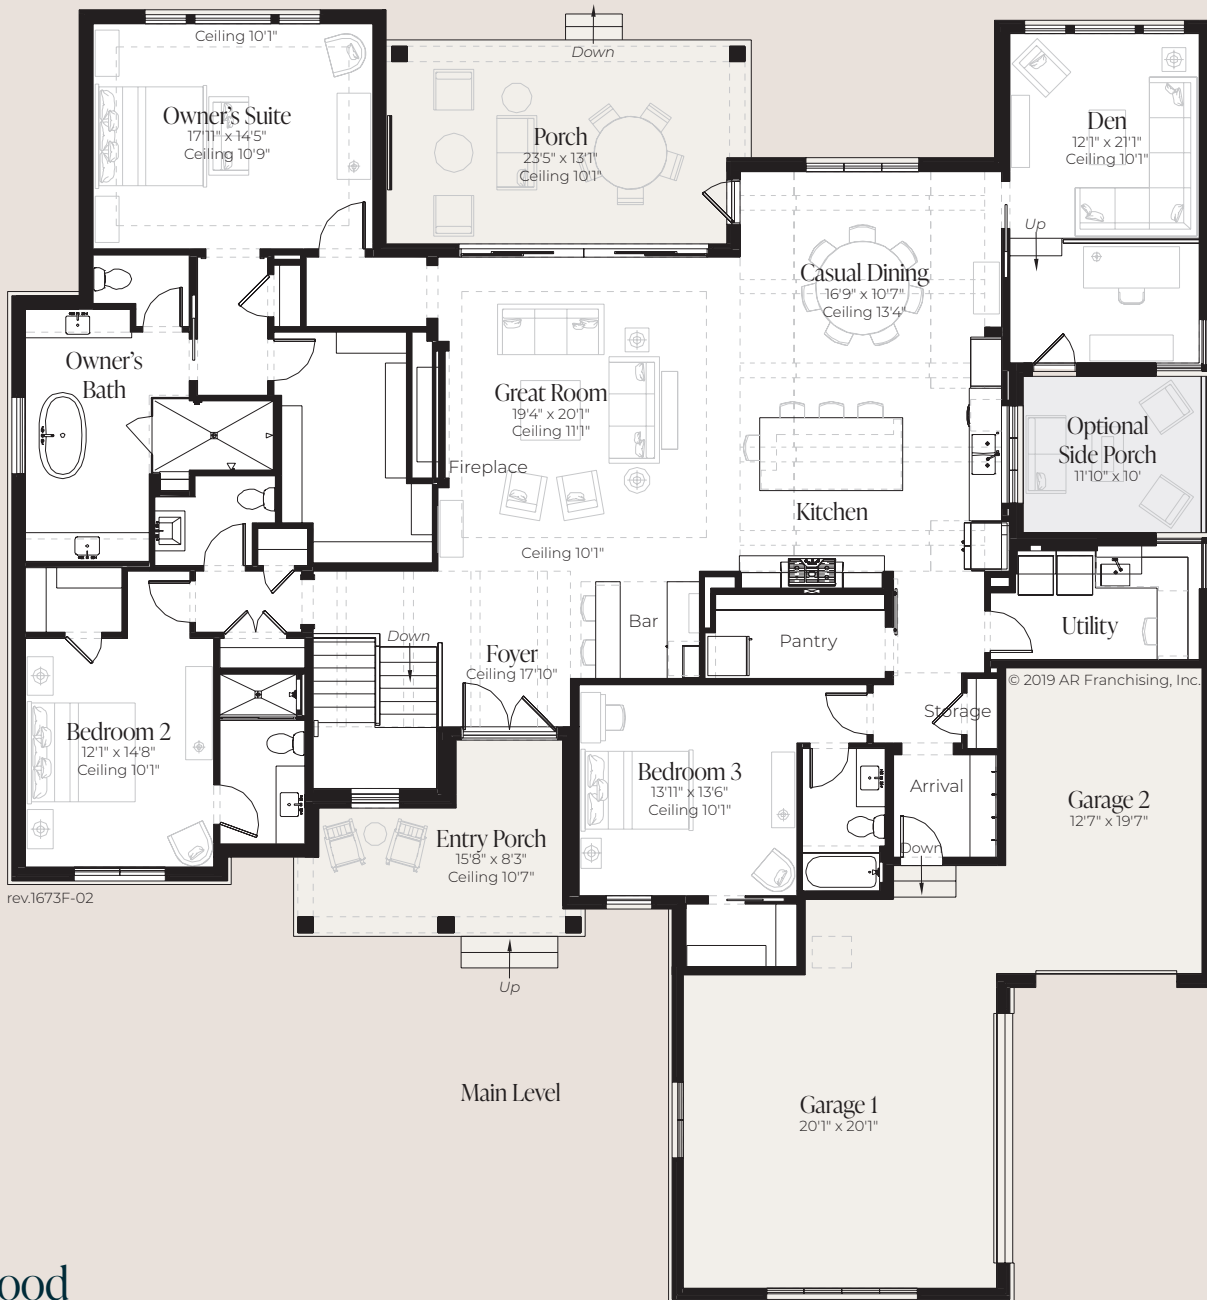 Ceiling 10'1"
Down
Owner's Suite
17'11" x 14'5"
Ceiling 10'9"
Porch
23'5" x 13'1"
Ceiling 10'1"
Den
12'1" x 21'1"
Ceiling 10'1"
Up
Casual Dining
16'9" x 10'7"
Ceiling 13'4"
Owner's
Bath
Great Room
19'4" x 20'1"
Ceiling 11'1"
Fireplace
Optional
Side Porch
11'10" x 10'
Kitchen
Ceiling 10'1"
Bar
Pantry
Utility
Down
Foyer
Ceiling 17'10"
© 2019 AR Franchising, Inc.
Storage
Bedroom 2
12'1" x 14'8"
Ceiling 10'1"
Bedroom 3
13'11" x 13'6"
Ceiling 10'1"
Arrival
Garage 2
12'7" x 19'7"
Entry Porch
15'8" x 8'3"
Ceiling 10'7"
Down
rev.1673F-02
Up
Main Level
Garage 1
20'1" x 20'1"
ood